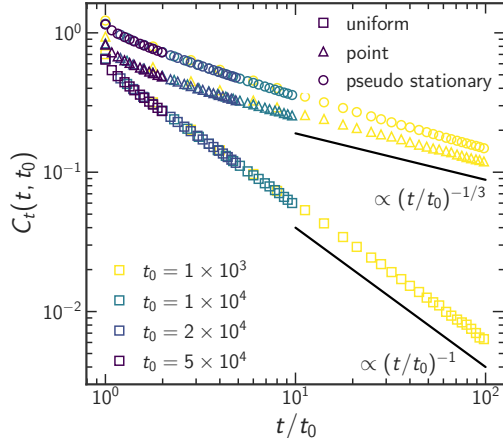 10^0
10^{-1}
10^{-2}
C_t(t, t_0)
uniform
point
pseudo stationary
∝ (t/t_0)^{-1/3}
t_0 = 1 × 10^3
t_0 = 1 × 10^4
t_0 = 2 × 10^4
t_0 = 5 × 10^4
∝ (t/t_0)^{-1}
10^0 10^1 10^2
t/t_0